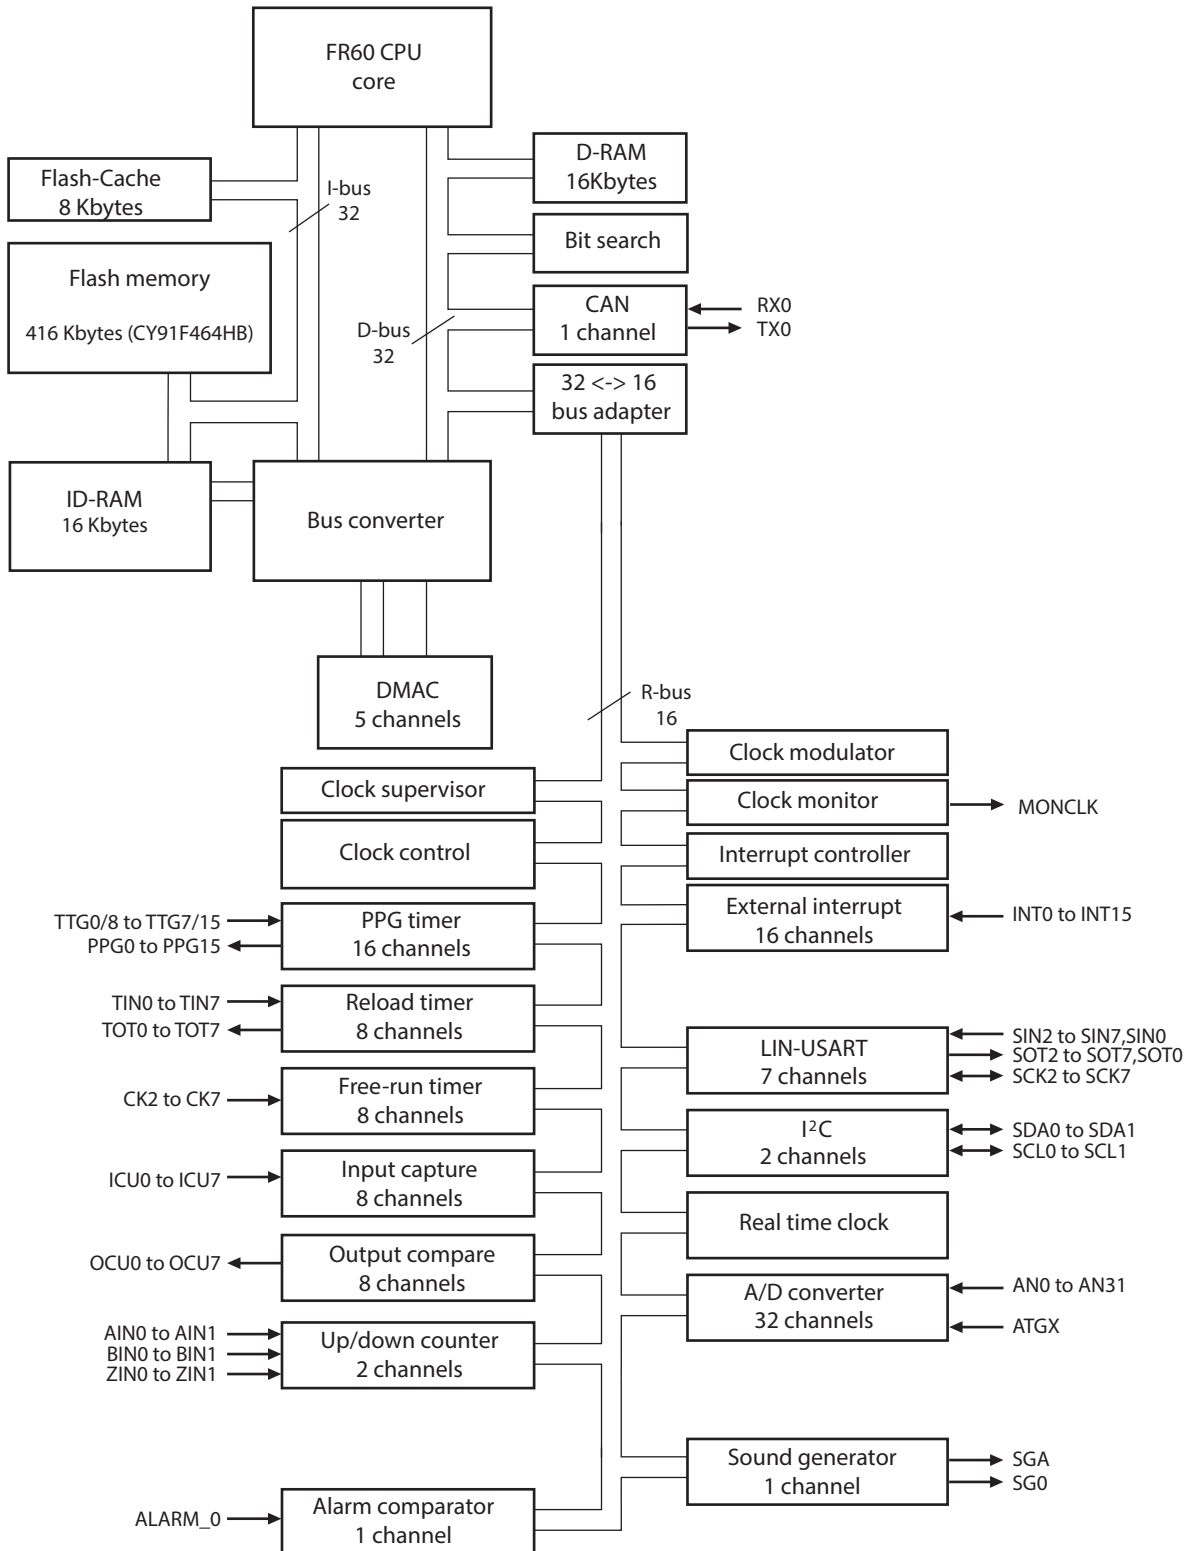 FR60 CPU
core
Flash-Cache
8 Kbytes
I-bus
32
D-RAM
16Kbytes
Bit search
Flash memory
416 Kbytes (CY91F464HB)
CAN
1 channel
RX0
TX0
D-bus
32
32 <-> 16
bus adapter
ID-RAM
16 Kbytes
Bus converter
DMAC
5 channels
R-bus
16
Clock modulator
Clock supervisor
Clock monitor
MONCLK
Clock control
Interrupt controller
TTG0/8 to TTG7/15
PPG0 to PPG15
PPG timer
16 channels
External interrupt
16 channels
INT0 to INT15
TIN0 to TIN7
TOT0 to TOT7
Reload timer
8 channels
LIN-USART
7 channels
SIN2 to SIN7,SIN0
SOT2 to SOT7,SOT0
SCK2 to SCK7
CK2 to CK7
Free-run timer
8 channels
I²C
2 channels
SDA0 to SDA1
SCL0 to SCL1
ICU0 to ICU7
Input capture
8 channels
Real time clock
OCU0 to OCU7
Output compare
8 channels
A/D converter
32 channels
AN0 to AN31
ATGX
AIN0 to AIN1
BIN0 to BIN1
ZIN0 to ZIN1
Up/down counter
2 channels
Sound generator
1 channel
SGA
SG0
ALARM_0
Alarm comparator
1 channel